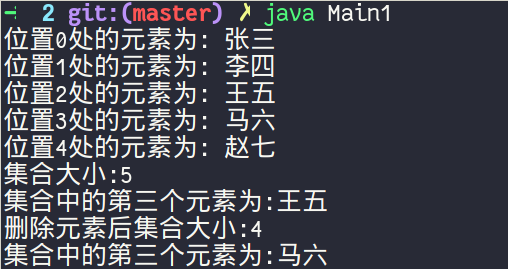 → 2 git:(master) ✗ java Main1
位置0处的元素为: 张三
位置1处的元素为: 李四
位置2处的元素为: 王五
位置3处的元素为: 马六
位置4处的元素为: 赵七
集合大小:5
集合中的第三个元素为:王五
删除元素后集合大小:4
集合中的第三个元素为:马六